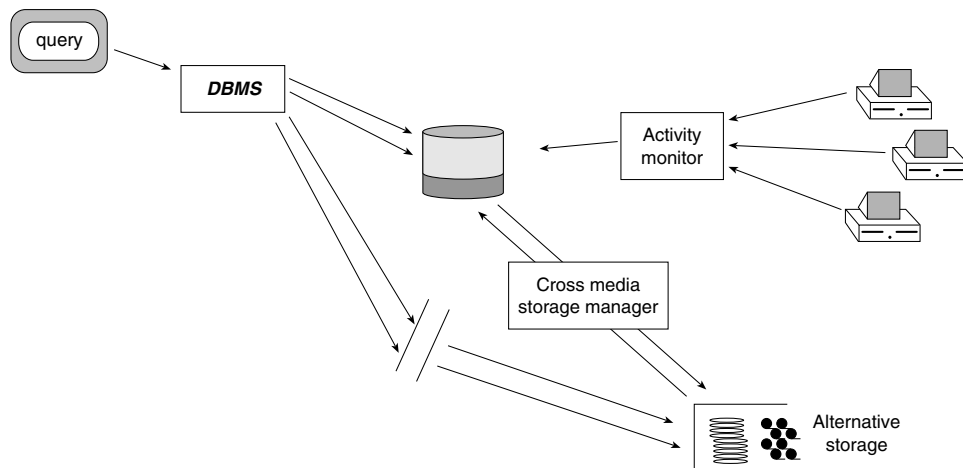 query
DBMS
Activity
monitor
Cross media
storage manager
Alternative
storage